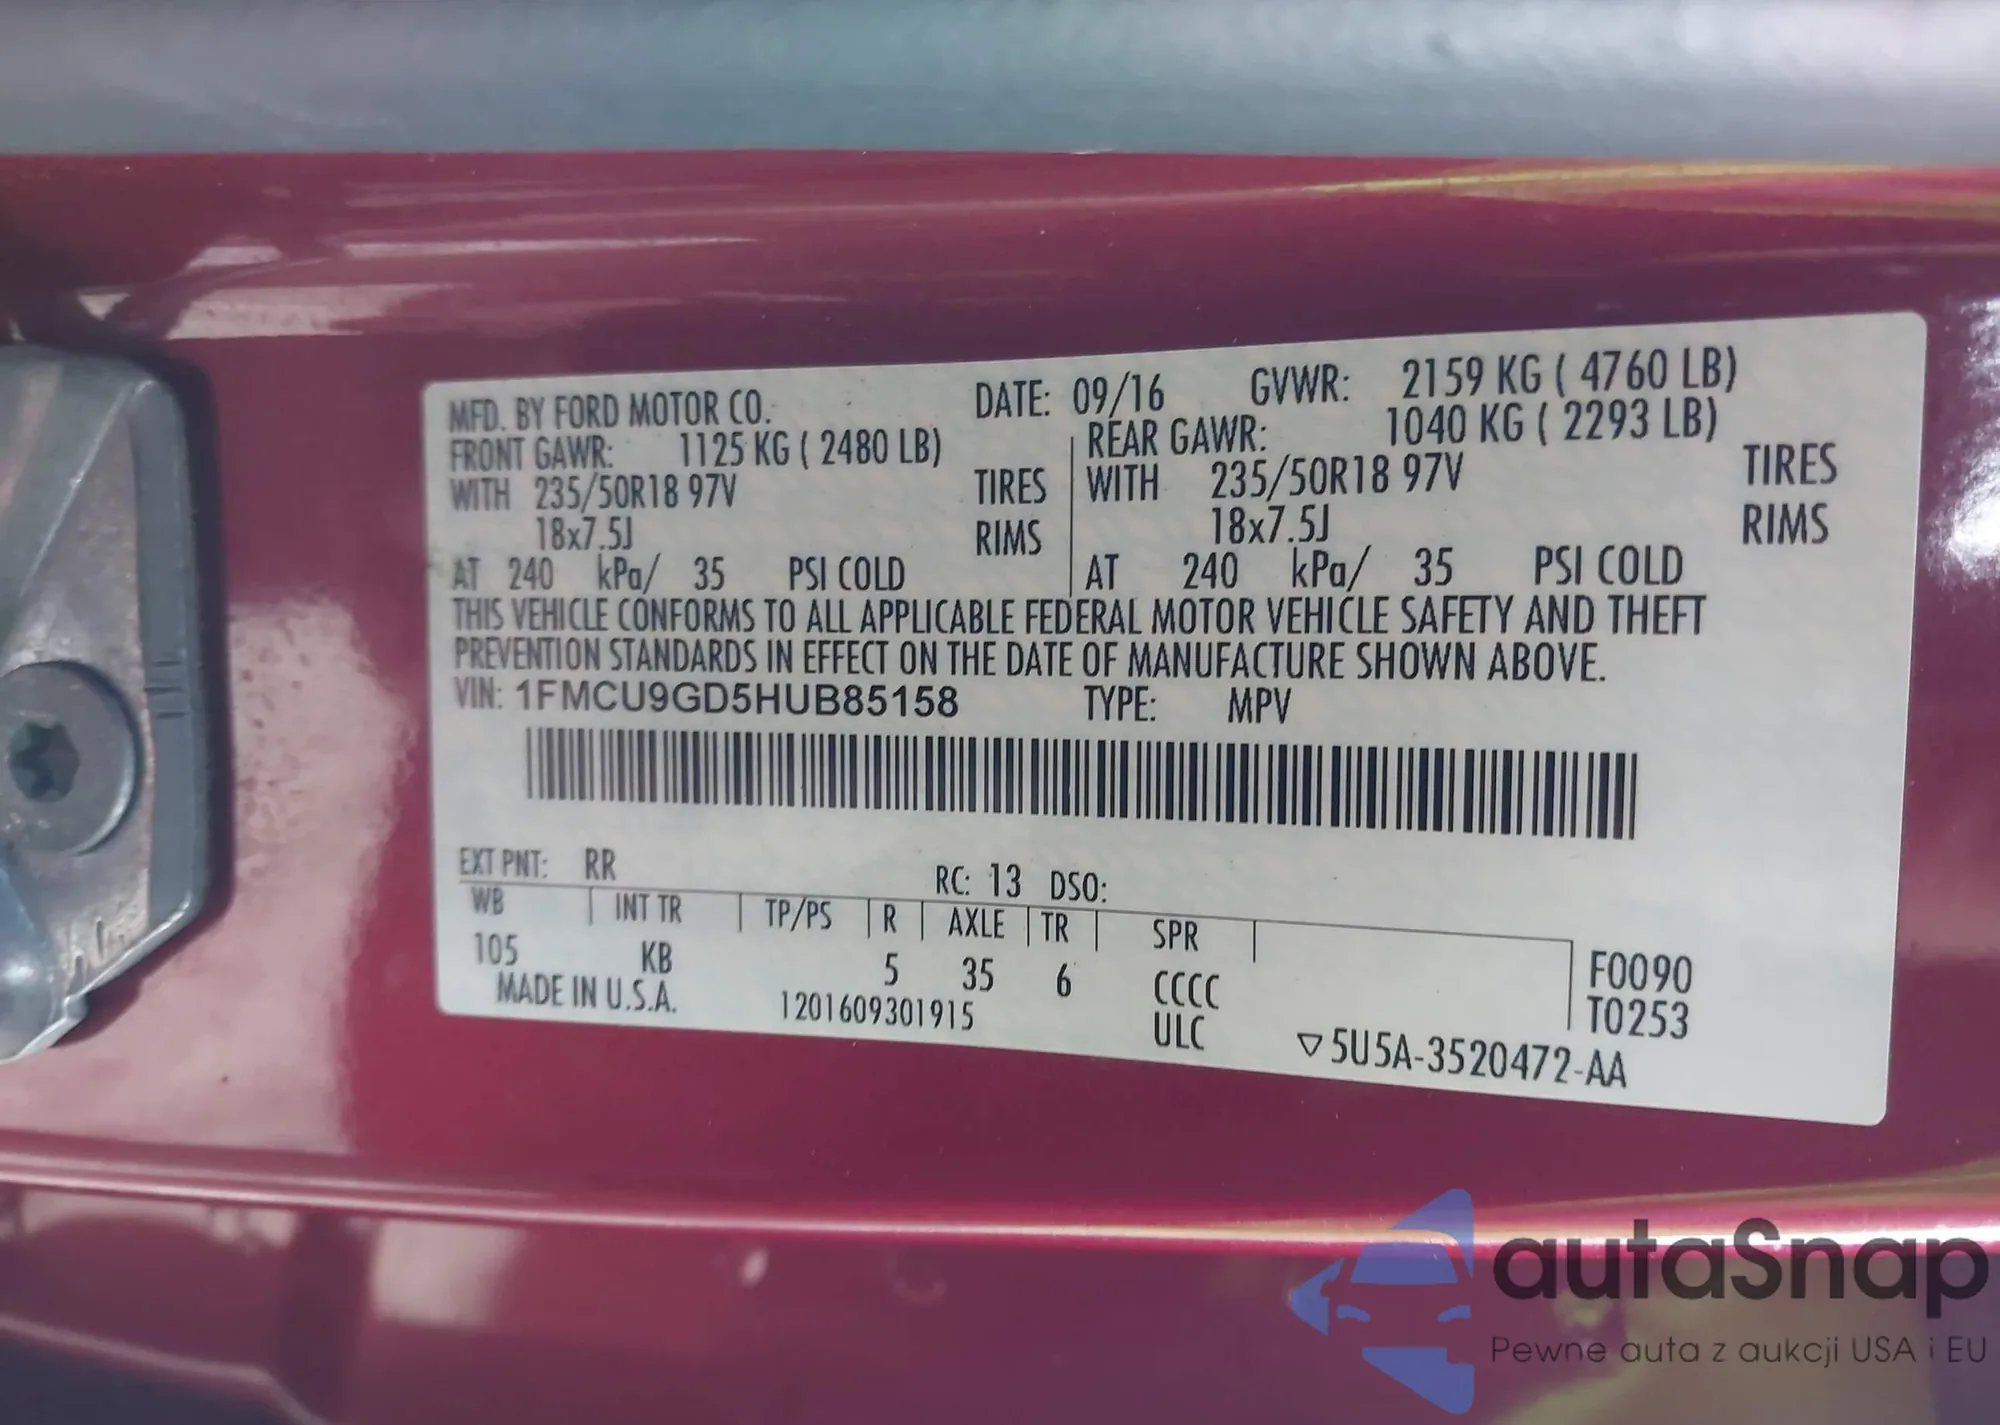 MFD. BY FORD MOTOR CO. DATE: 09/16 GVWR: 2159 KG ( 4760 LB)
FRONT GAWR: 1125 KG ( 2480 LB) REAR GAWR: 1040 KG ( 2293 LB)
WITH 235/50R18 97V TIRES WITH 235/50R18 97V TIRES
18x7.5J RIMS 18x7.5J RIMS
AT 240 kPa/ 35 PSI COLD AT 240 kPa/ 35 PSI COLD
THIS VEHICLE CONFORMS TO ALL APPLICABLE FEDERAL MOTOR VEHICLE SAFETY AND THEFT
PREVENTION STANDARDS IN EFFECT ON THE DATE OF MANUFACTURE SHOWN ABOVE.
VIN: 1FMCU9GD5HUB85158 TYPE: MPV
EXT PNT: RR RC: 13 DSO:
WB INT TR TP/PS R AXLE TR SPR
105 KB 5 35 6 CCCC F0090
MADE IN U.S.A. 1201609301915 ULC T0253
▽5U5A-3520472-AA
autaSnap
Pewne auta z aukcji USA i EU